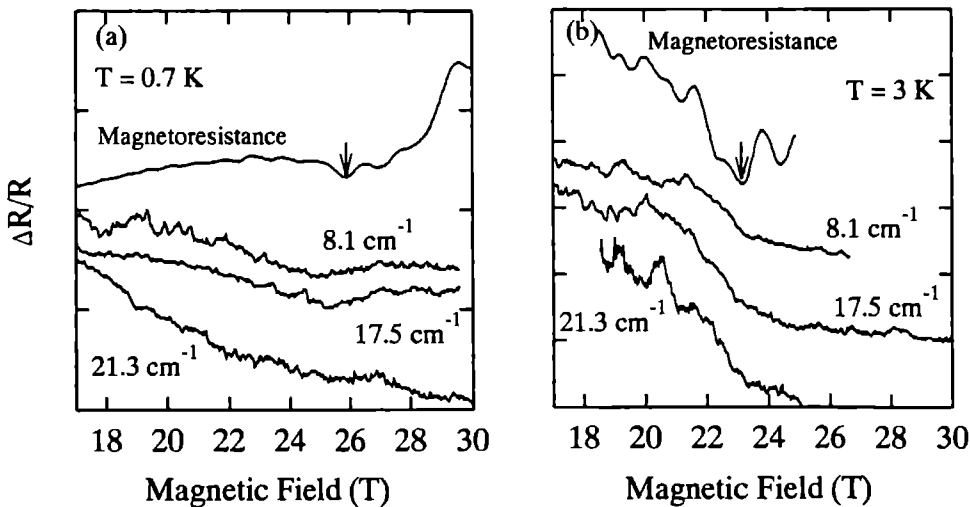 ΔR/R
(a)
T = 0.7 K
Magnetoresistance
8.1 cm⁻¹
17.5 cm⁻¹
21.3 cm⁻¹
18 20 22 24 26 28 30
Magnetic Field (T)
(b)
Magnetoresistance
T = 3 K
8.1 cm⁻¹
17.5 cm⁻¹
21.3 cm⁻¹
18 20 22 24 26 28 30
Magnetic Field (T)